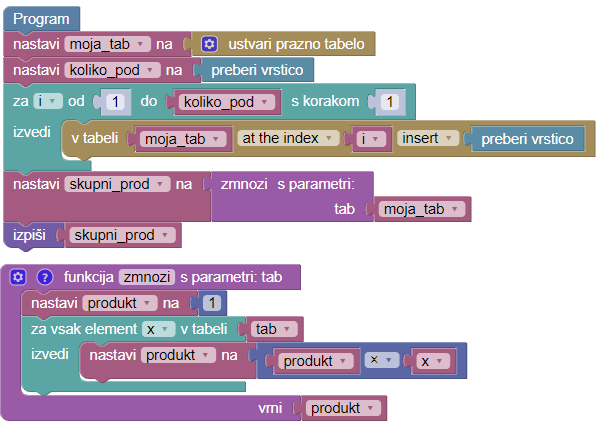 Program
nastavi moja_tab na ustvari prazno tabelo
nastavi koliko_pod na preberi vrstico
za i od 1 do koliko_pod s korakom 1
izvedi v tabeli moja_tab at the index i insert preberi vrstico
nastavi skupni_prod na zmnozi s parametri:
tab moja_tab
izpiši skupni_prod
? funkcija zmnozi s parametri: tab
nastavi produkt na 1
za vsak element x v tabeli tab
izvedi nastavi produkt na produkt × x
vrni produkt